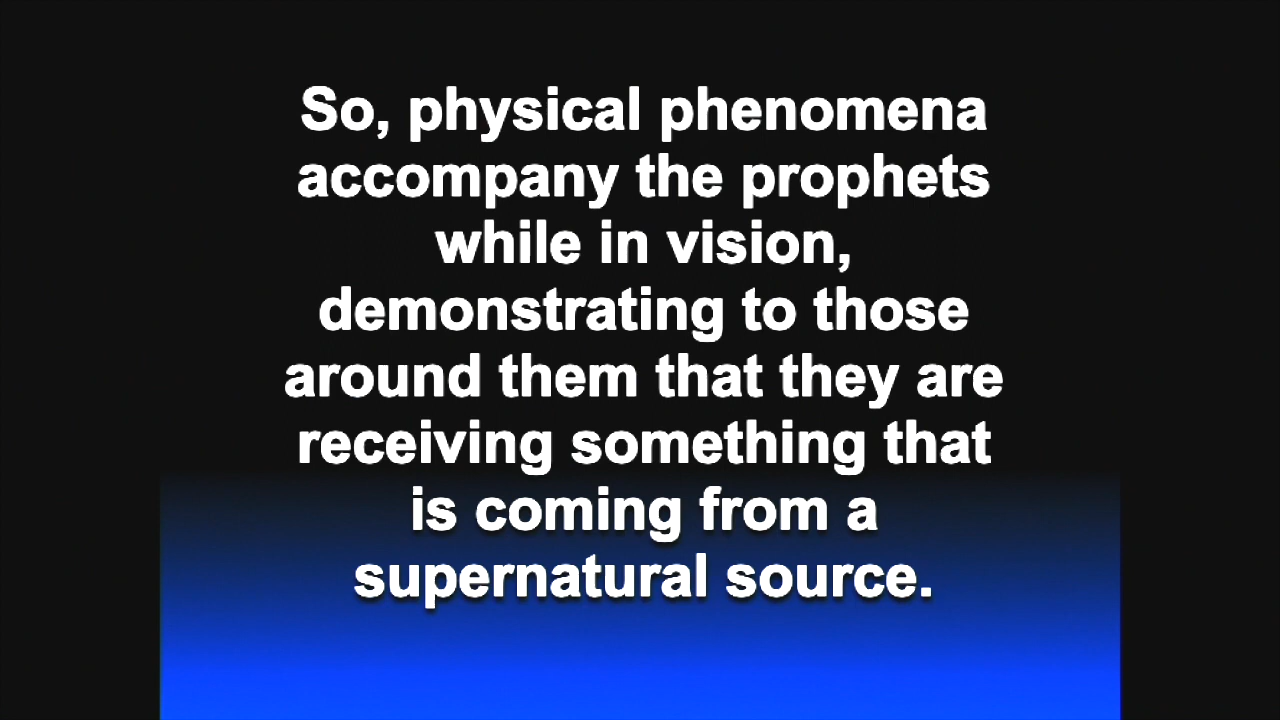 So, physical phenomena
accompany the prophets
while in vision,
demonstrating to those
around them that they are
receiving something that
is coming from a
supernatural source.